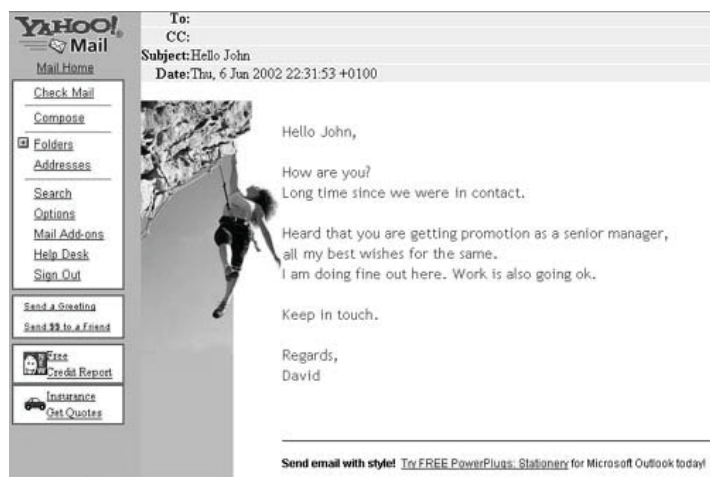 YAHOO!
Mail
Mail Home
Check Mail
Compose
Folders
Addresses
Search
Options
Mail Add-ons
Help Desk
Sign Out
Send a Greeting
Send $$ to a Friend
Free
Credit Report
Insurance
Get Quotes
To:
CC:
Subject:Hello John
Date:Thu, 6 Jun 2002 22:31:53 +0100
Hello John,
How are you?
Long time since we were in contact.
Heard that you are getting promotion as a senior manager,
all my best wishes for the same.
I am doing fine out here. Work is also going ok.
Keep in touch.
Regards,
David
Send email with style! Try FREE PowerPlugs: Stationery for Microsoft Outlook today!